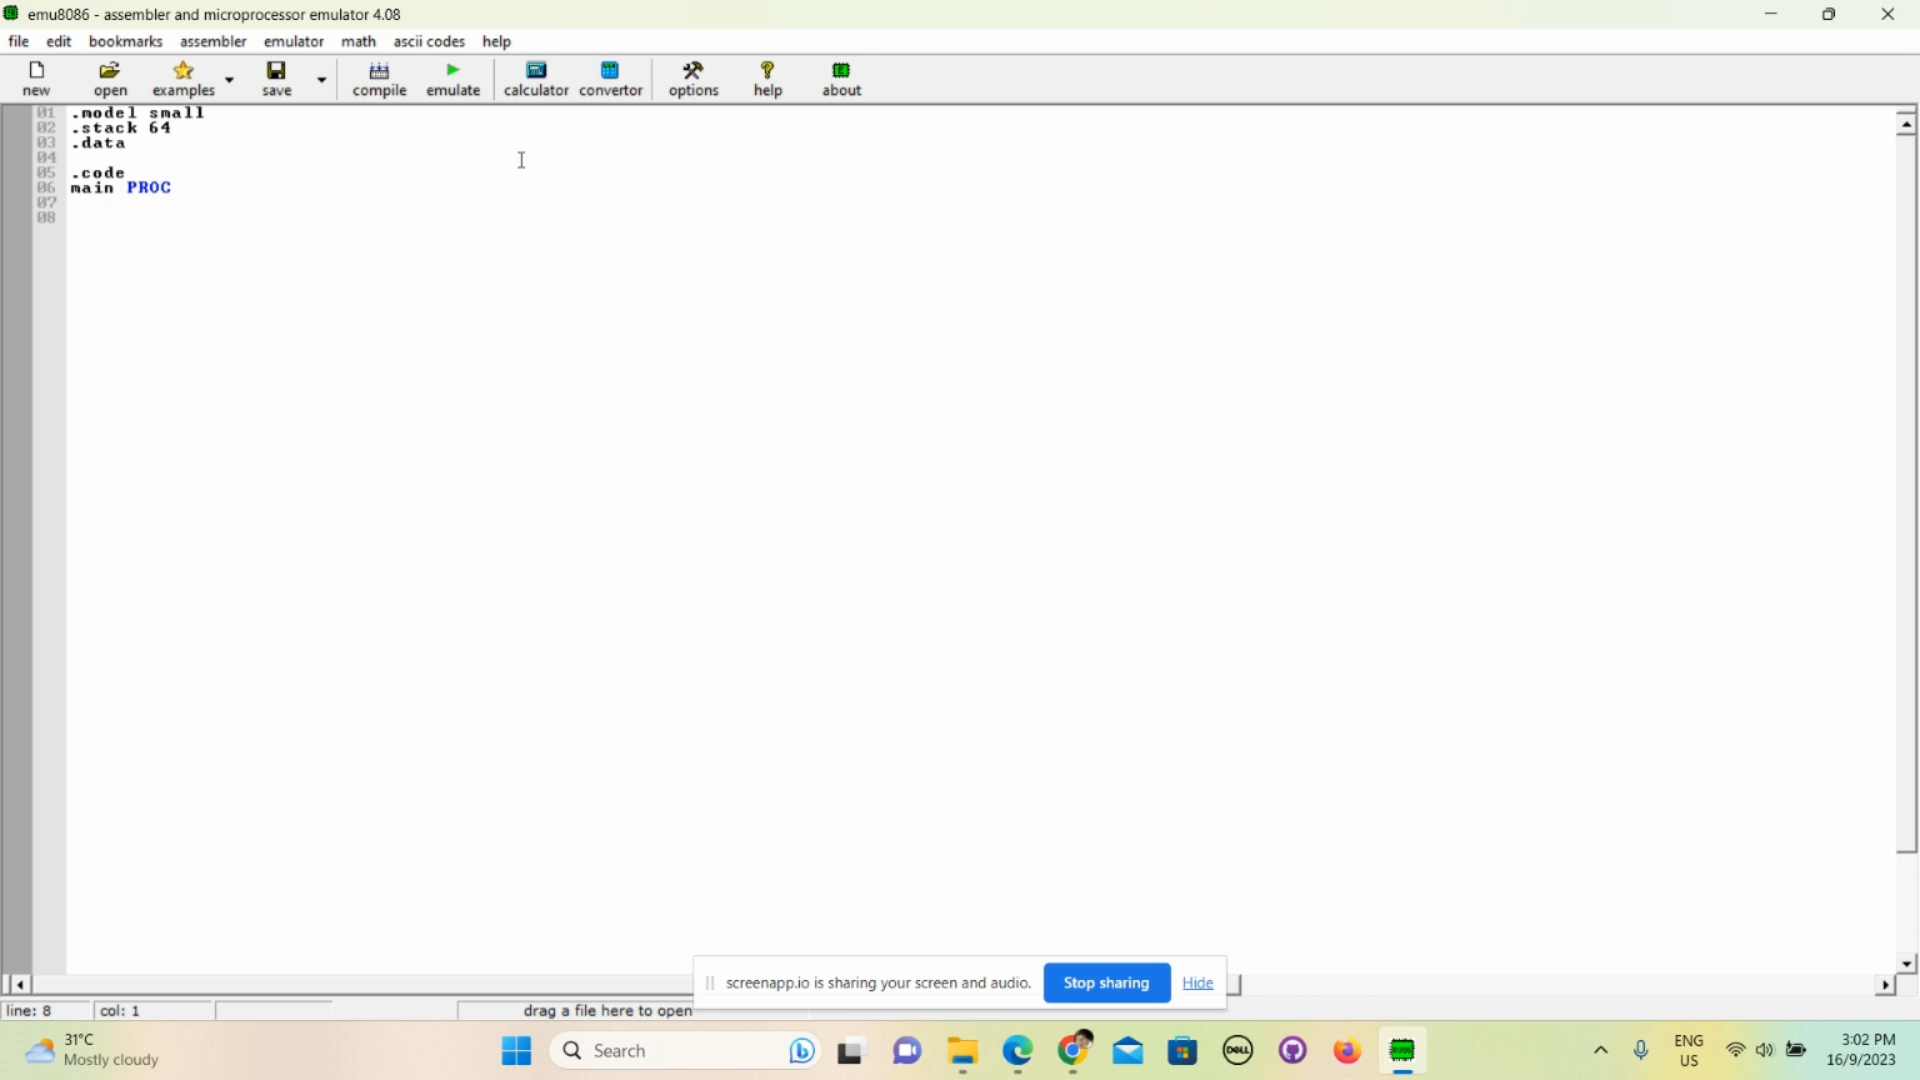 emu8086 - assembler and microprocessor emulator 4.08
file edit bookmarks assembler emulator math ascii codes help
new open examples save compile emulate calculator convertor options help about
01 .model small
02 .stack 64
03 .data
04
05 .code
06 main PROC
07
08
screenapp.io is sharing your screen and audio. Stop sharing Hide
line: 8 col: 1 drag a file here to open
31°C
Mostly cloudy
Search
DELL
ENG
US
3:02 PM
16/9/2023